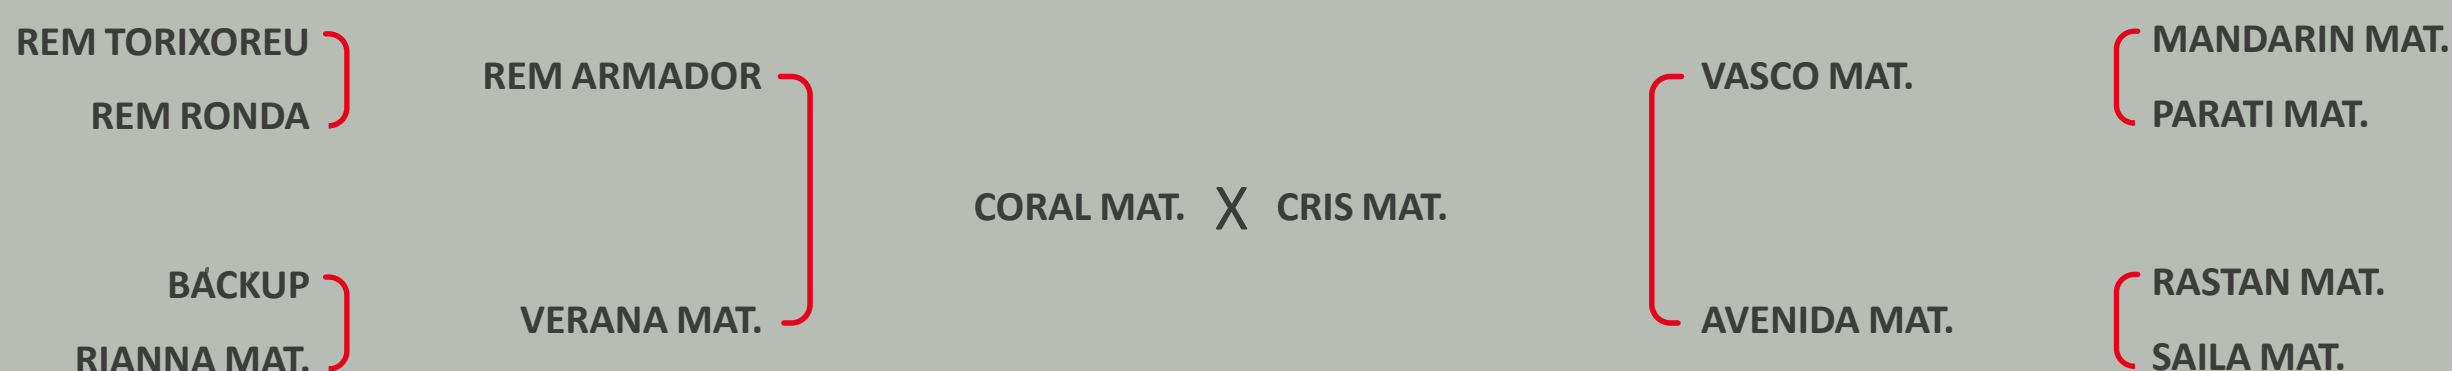 REM TORIXOREU
REM RONDA
REM ARMADOR
BACKUP
RIANNA MAT.
VERANA MAT.
CORAL MAT. X CRIS MAT.
VASCO MAT.
MANDARIN MAT.
PARATI MAT.
AVENIDA MAT.
RASTAN MAT.
SAILA MAT.